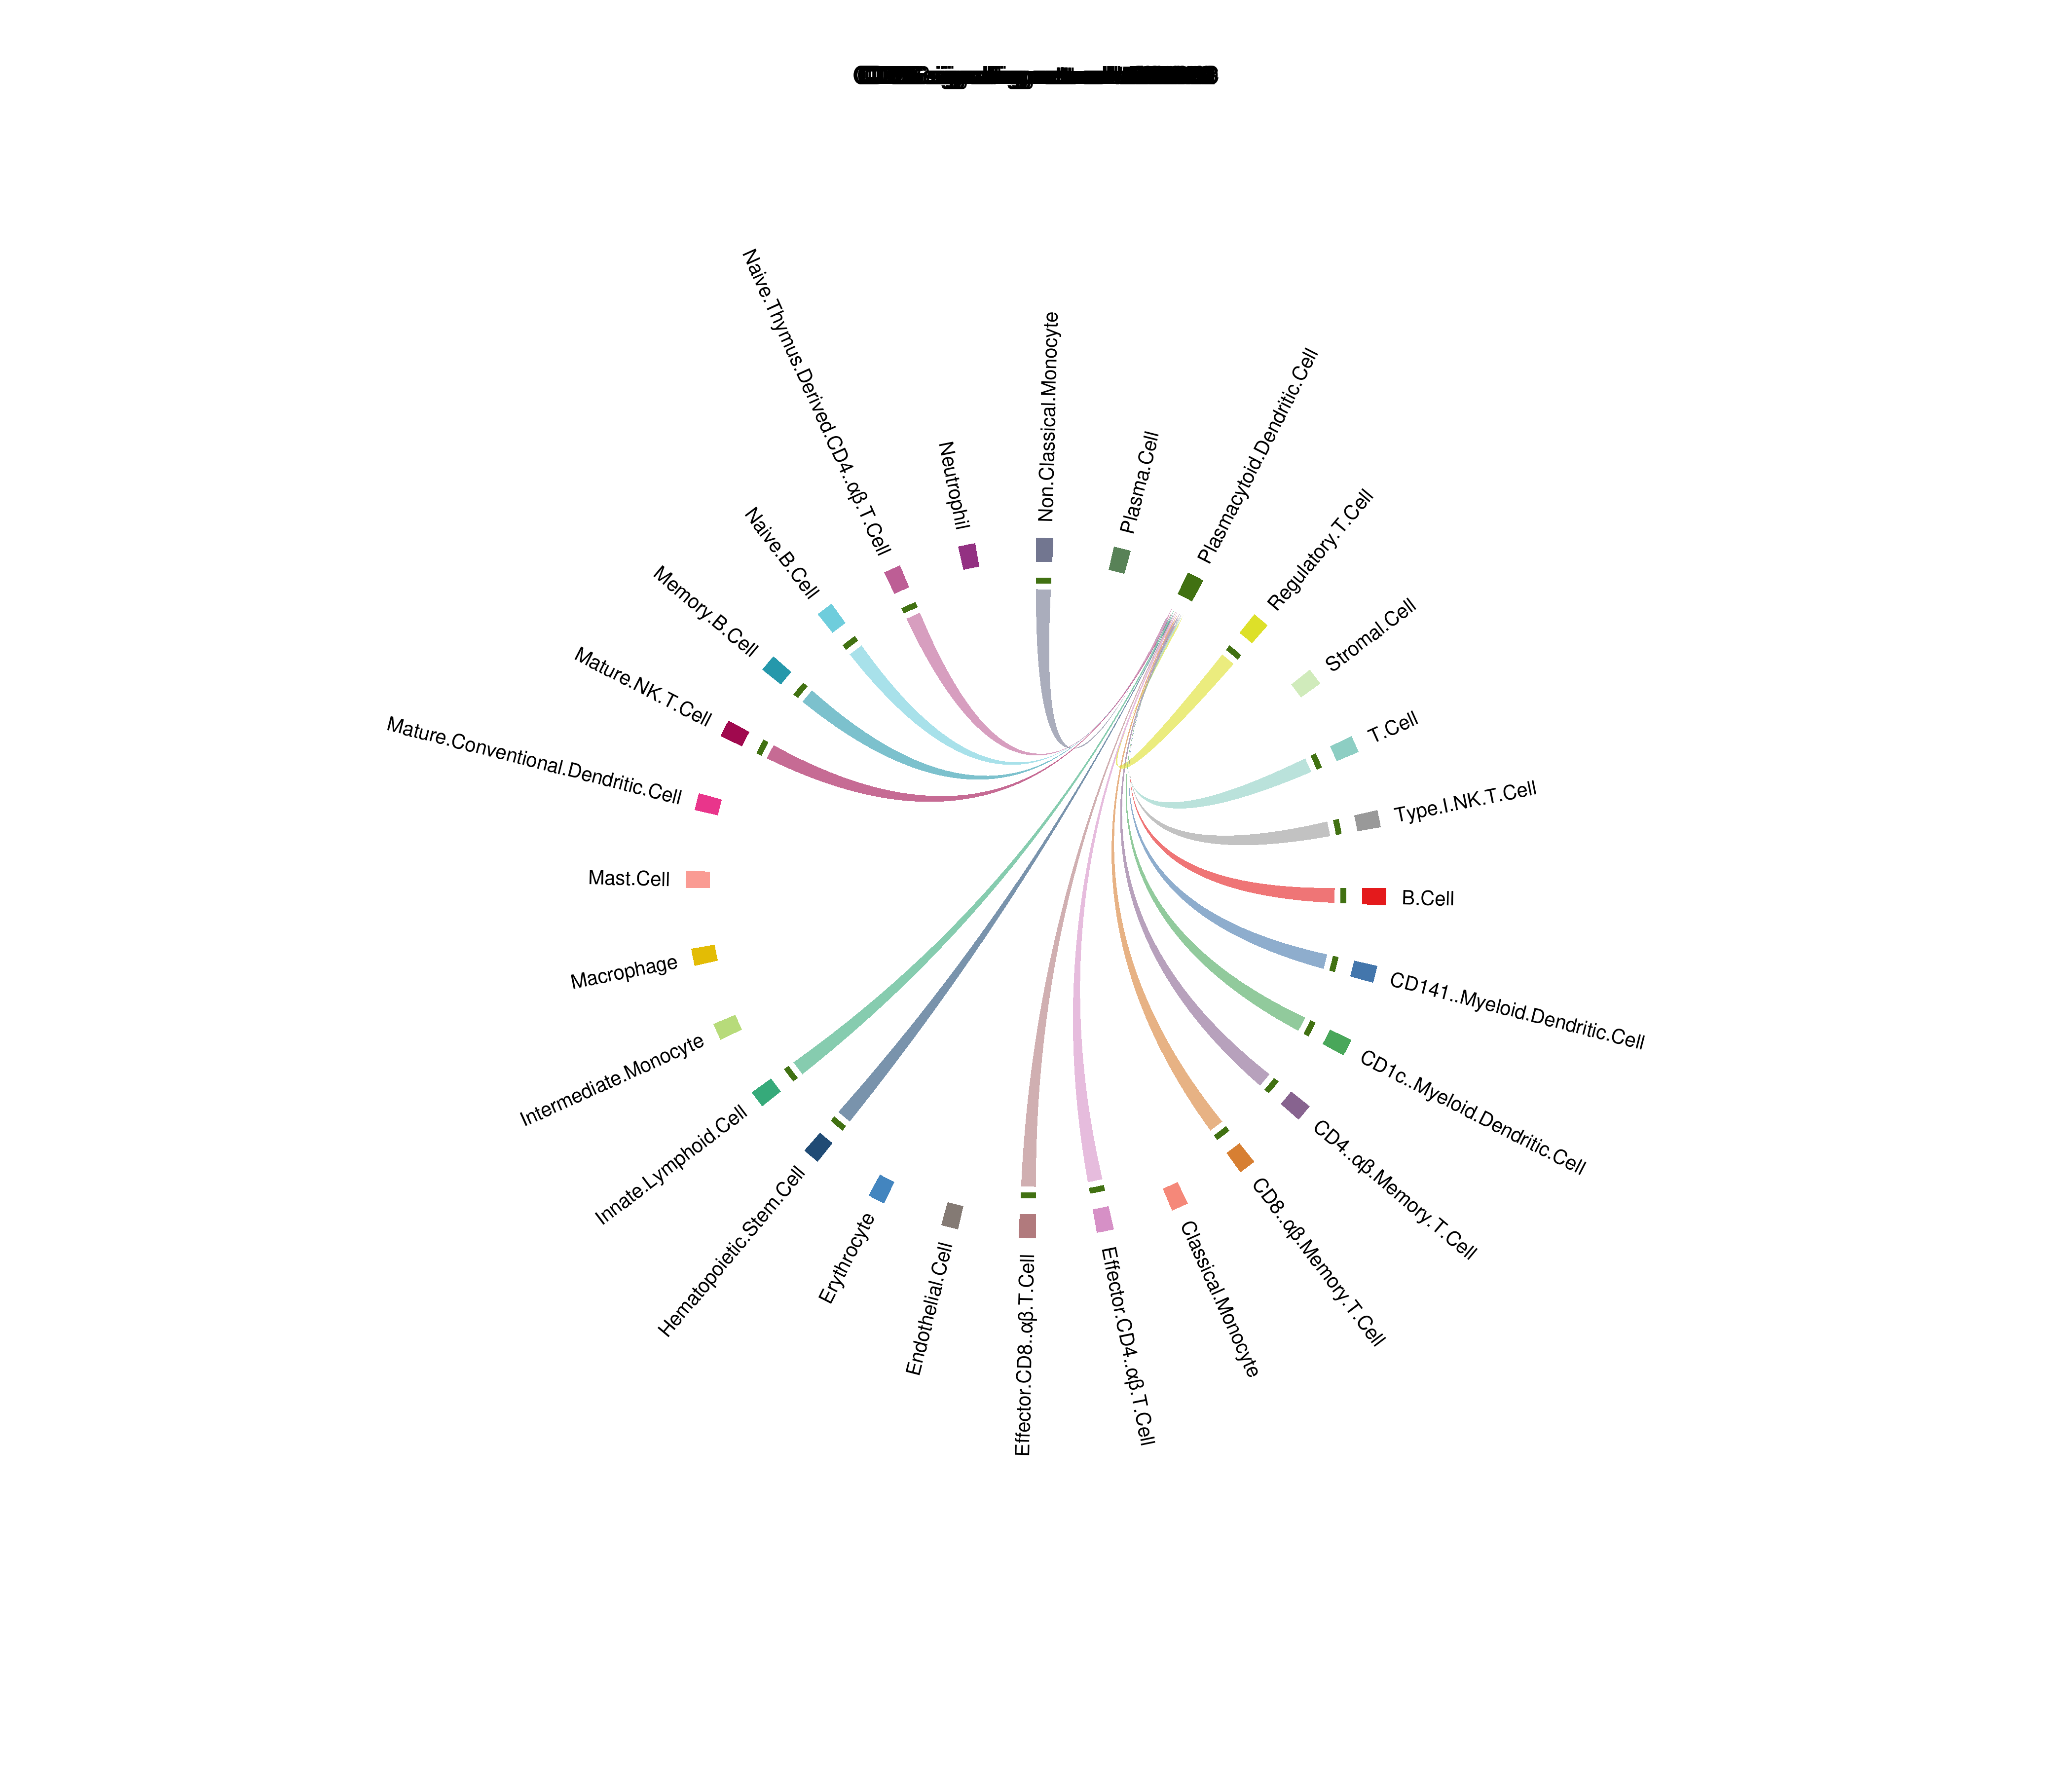 Non.Classical.Monocyte
Plasma.Cell
Plasmacytoid.Dendritic.Cell
Regulatory.T.Cell
Stromal.Cell
T.Cell
Type.I.NK.T.Cell
B.Cell
CD141..Myeloid.Dendritic.Cell
CD1c..Myeloid.Dendritic.Cell
CD4..αβ.Memory.T.Cell
CD8..αβ.Memory.T.Cell
Classical.Monocyte
Effector.CD4..αβ.T.Cell
Effector.CD8..αβ.T.Cell
Endothelial.Cell
Erythrocyte
Hematopoietic.Stem.Cell
Innate.Lymphoid.Cell
Intermediate.Monocyte
Macrophage
Mast.Cell
Mature.Conventional.Dendritic.Cell
Mature.NK.T.Cell
Memory.B.Cell
Naive.B.Cell
Naive.Thymus.Derived.CD4..αβ.T.Cell
Neutrophil